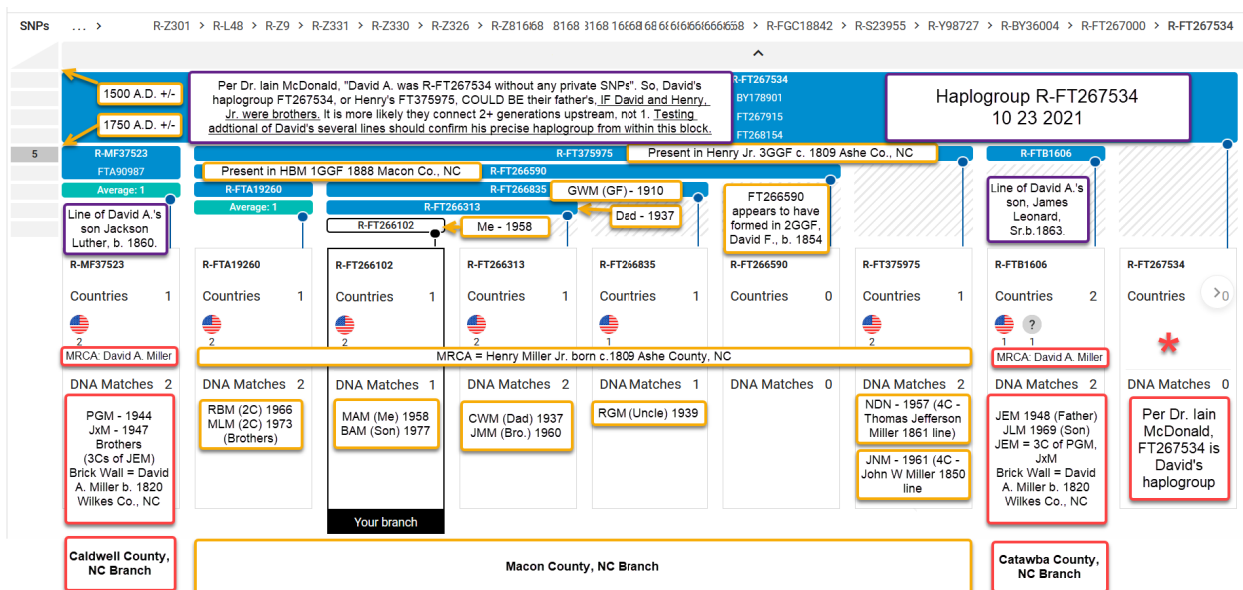 SNPs ... > R-Z301 > R-L48 > R-Z9 > R-Z331 > R-Z330 > R-Z326 > > R-FGC18842 > R-S23955 > R-Y98727 > R-BY36004 > R-FT267000 > R-FT267534
1500 A.D. +/-
1750 A.D. +/-
Per Dr. Iain McDonald, "David A. was R-FT267534 without any private SNPs". So, David's
haplogroup FT267534, or Henry's FT375975, COULD BE their father's, IF David and Henry,
Jr. were brothers. It is more likely they connect 2+ generations upstream, not 1. Testing
addtional of David's several lines should confirm his precise haplogroup from within this block.
R-FT267534
BY178901
FT267915
FT268154
Haplogroup R-FT267534
10 23 2021
5
R-MF37523
FTA90987
Average: 1
R-FT375975
Present in Henry Jr. 3GGF c. 1809 Ashe Co., NC
R-FTB1606
Present in HBM 1GGF 1888 Macon Co., NC
R-FT266590
R-FTA19260
Average: 1
R-FT266835
GWM (GF) - 1910
R-FT266313
Dad - 1937
R-FT266102
Me - 1958
FT266590
appears to have
formed in 2GGF,
David F., b. 1854
Line of David A.'s
son Jackson
Luther, b. 1860.
Line of David A.'s
son, James
Leonard,
Sr.b.1863.
R-MF37523
Countries 1
2
R-FTA19260
Countries 1
2
R-FT266102
Countries 1
2
R-FT266313
Countries 1
2
R-FT266835
Countries 1
1
R-FT266590
Countries 0
R-FT375975
Countries 1
2
R-FTB1606
Countries 2
?
1 1
R-FT267534
Countries 0
*
MRCA: David A. Miller
MRCA = Henry Miller Jr. born c.1809 Ashe County, NC
MRCA: David A. Miller
DNA Matches 2
PGM - 1944
JxM - 1947
Brothers
(3Cs of JEM)
Brick Wall = David
A. Miller b. 1820
Wilkes Co., NC
DNA Matches 2
RBM (2C) 1966
MLM (2C) 1973
(Brothers)
DNA Matches 1
MAM (Me) 1958
BAM (Son) 1977
Your branch
DNA Matches 2
CWM (Dad) 1937
JMM (Bro.) 1960
DNA Matches 1
RGM (Uncle) 1939
DNA Matches 0
DNA Matches 2
NDN - 1957 (4C -
Thomas Jefferson
Miller 1861 line)
JNM - 1961 (4C -
John W Miller 1850
line
DNA Matches 2
JEM 1948 (Father)
JLM 1969 (Son)
JEM = 3C of PGM,
JxM
Brick Wall = David
A. Miller b. 1820
Wilkes Co., NC
DNA Matches 0
Per Dr. Iain
McDonald,
FT267534 is
David's
haplogroup
Caldwell County,
NC Branch
Macon County, NC Branch
Catawba County,
NC Branch